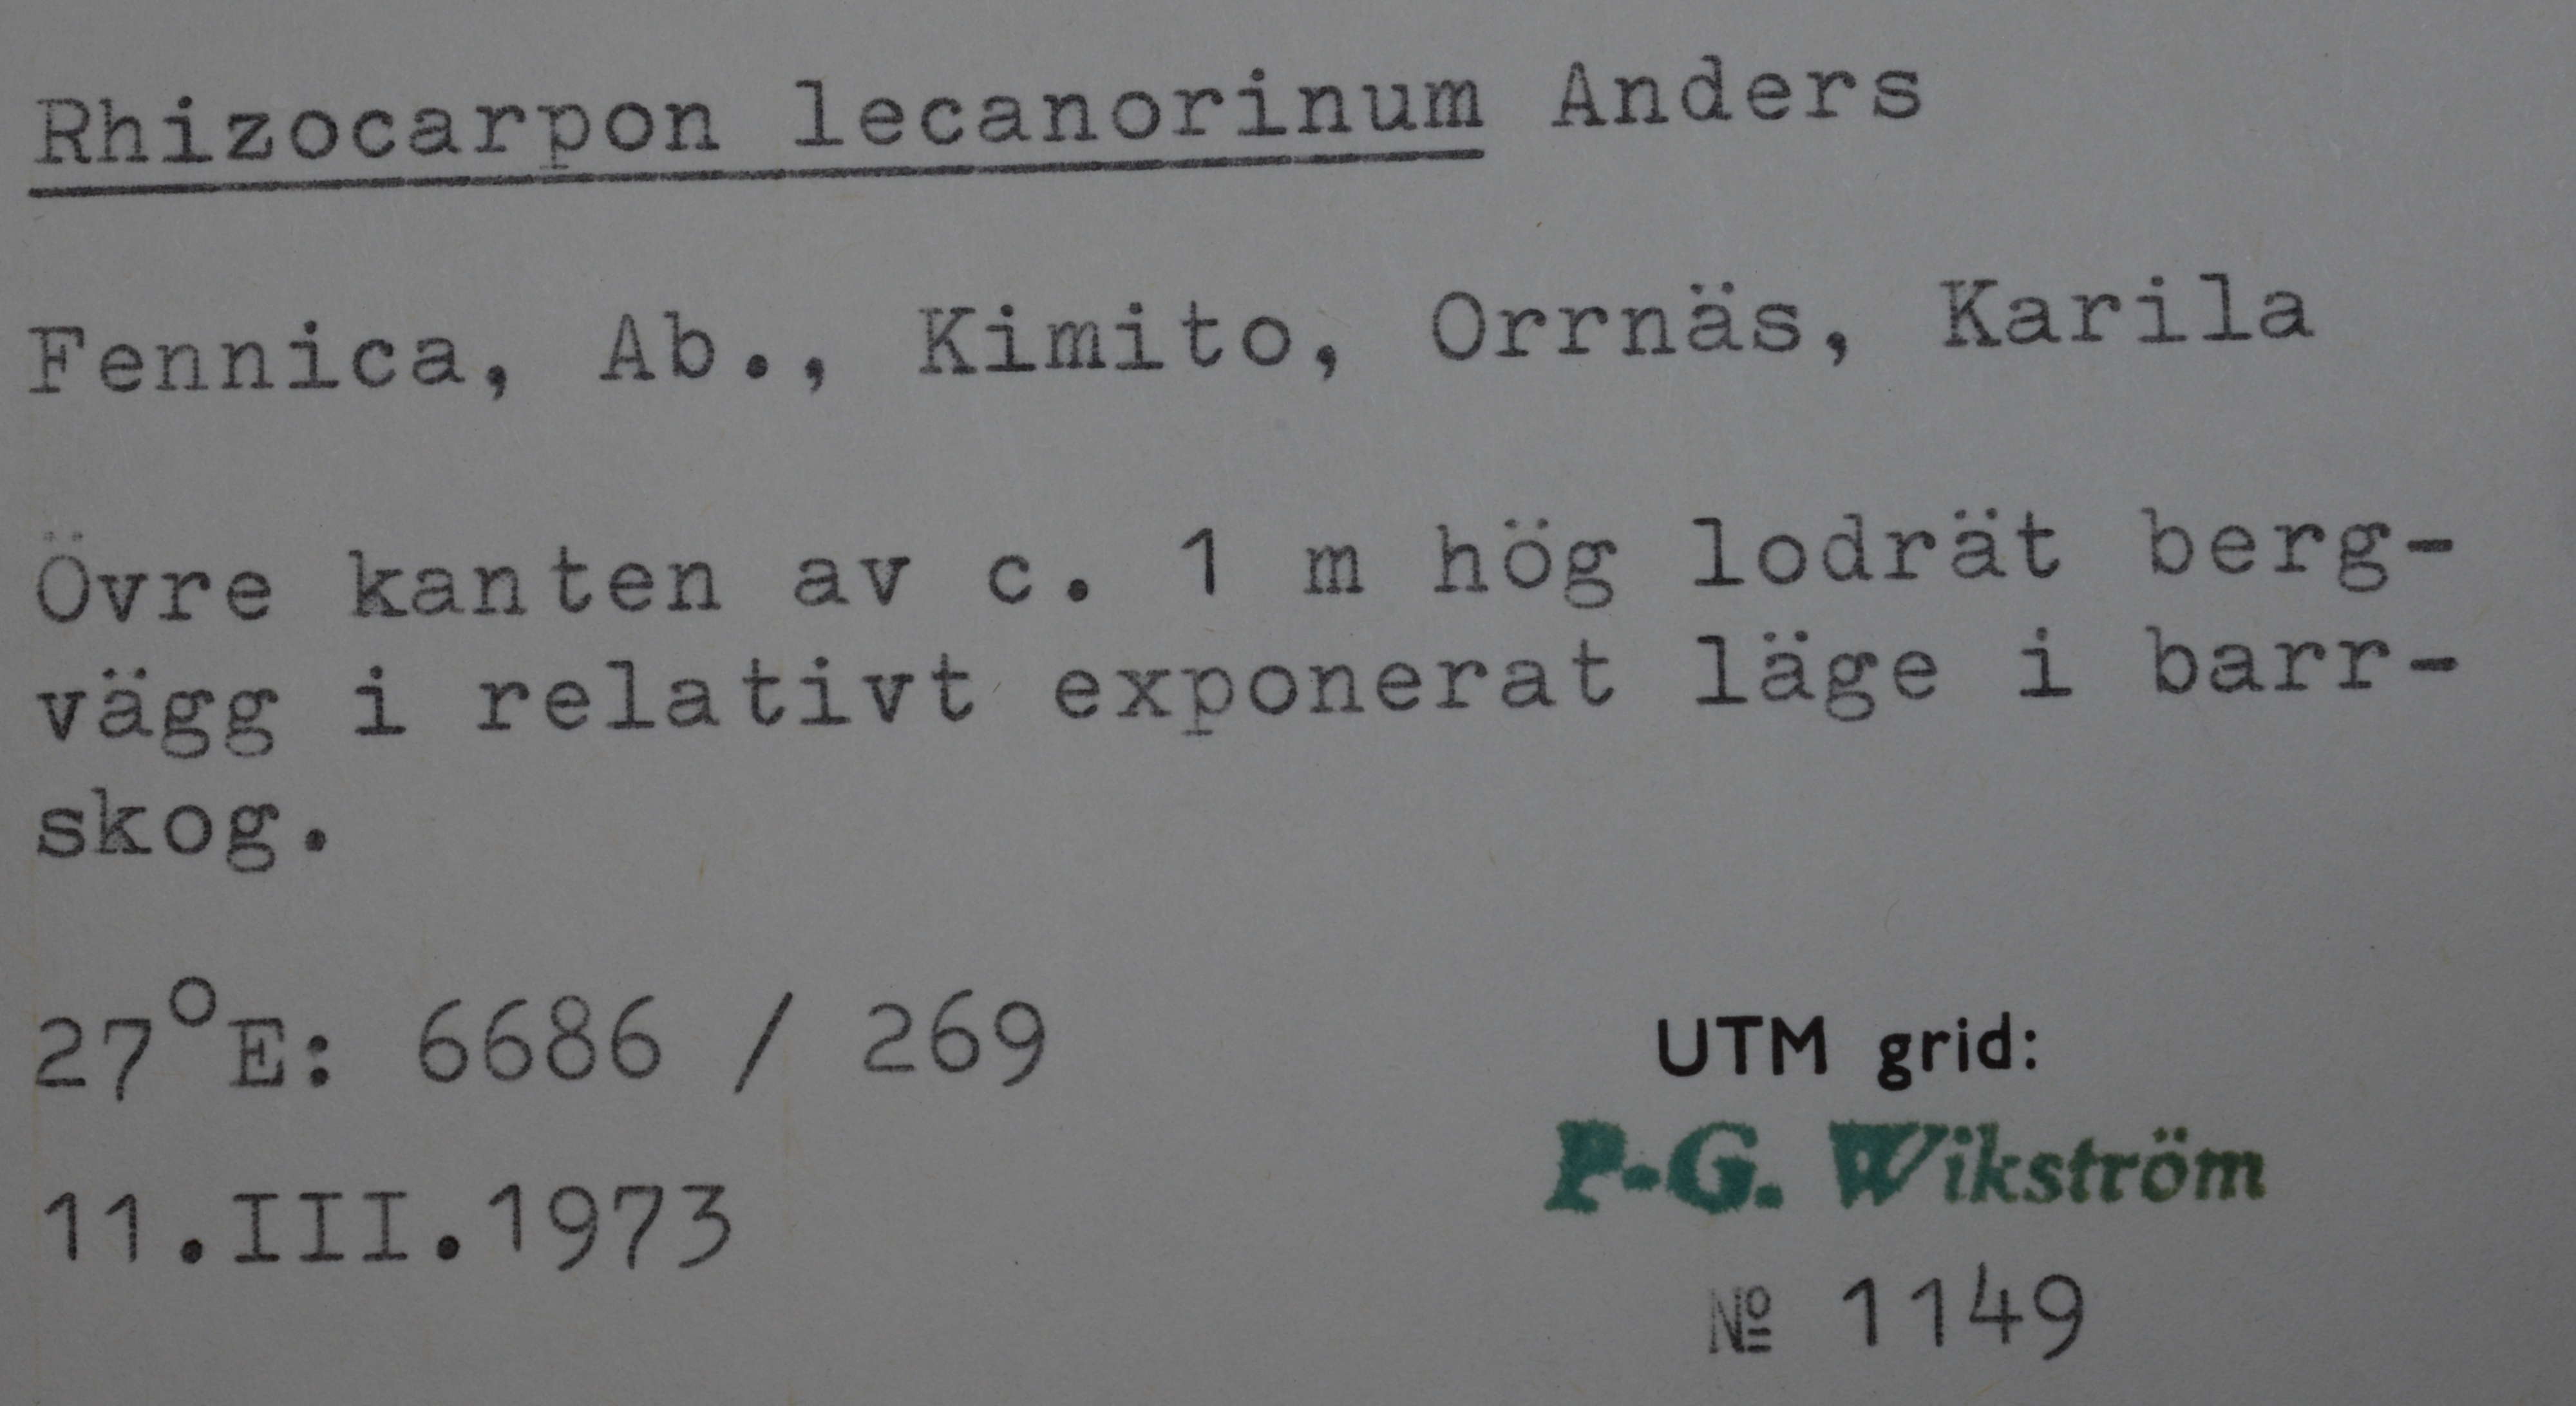 Rhizocarpon lecanorinum Anders
Fennica, Ab., Kimito, Orrnäs, Karila
Övre kanten av c. 1 m hög lodrät berg-
vägg i relativt exponerat läge i barr-
skog.
27°E: 6686 / 269
UTM grid:
P-G. Wikström
11.III.1973
№ 1149